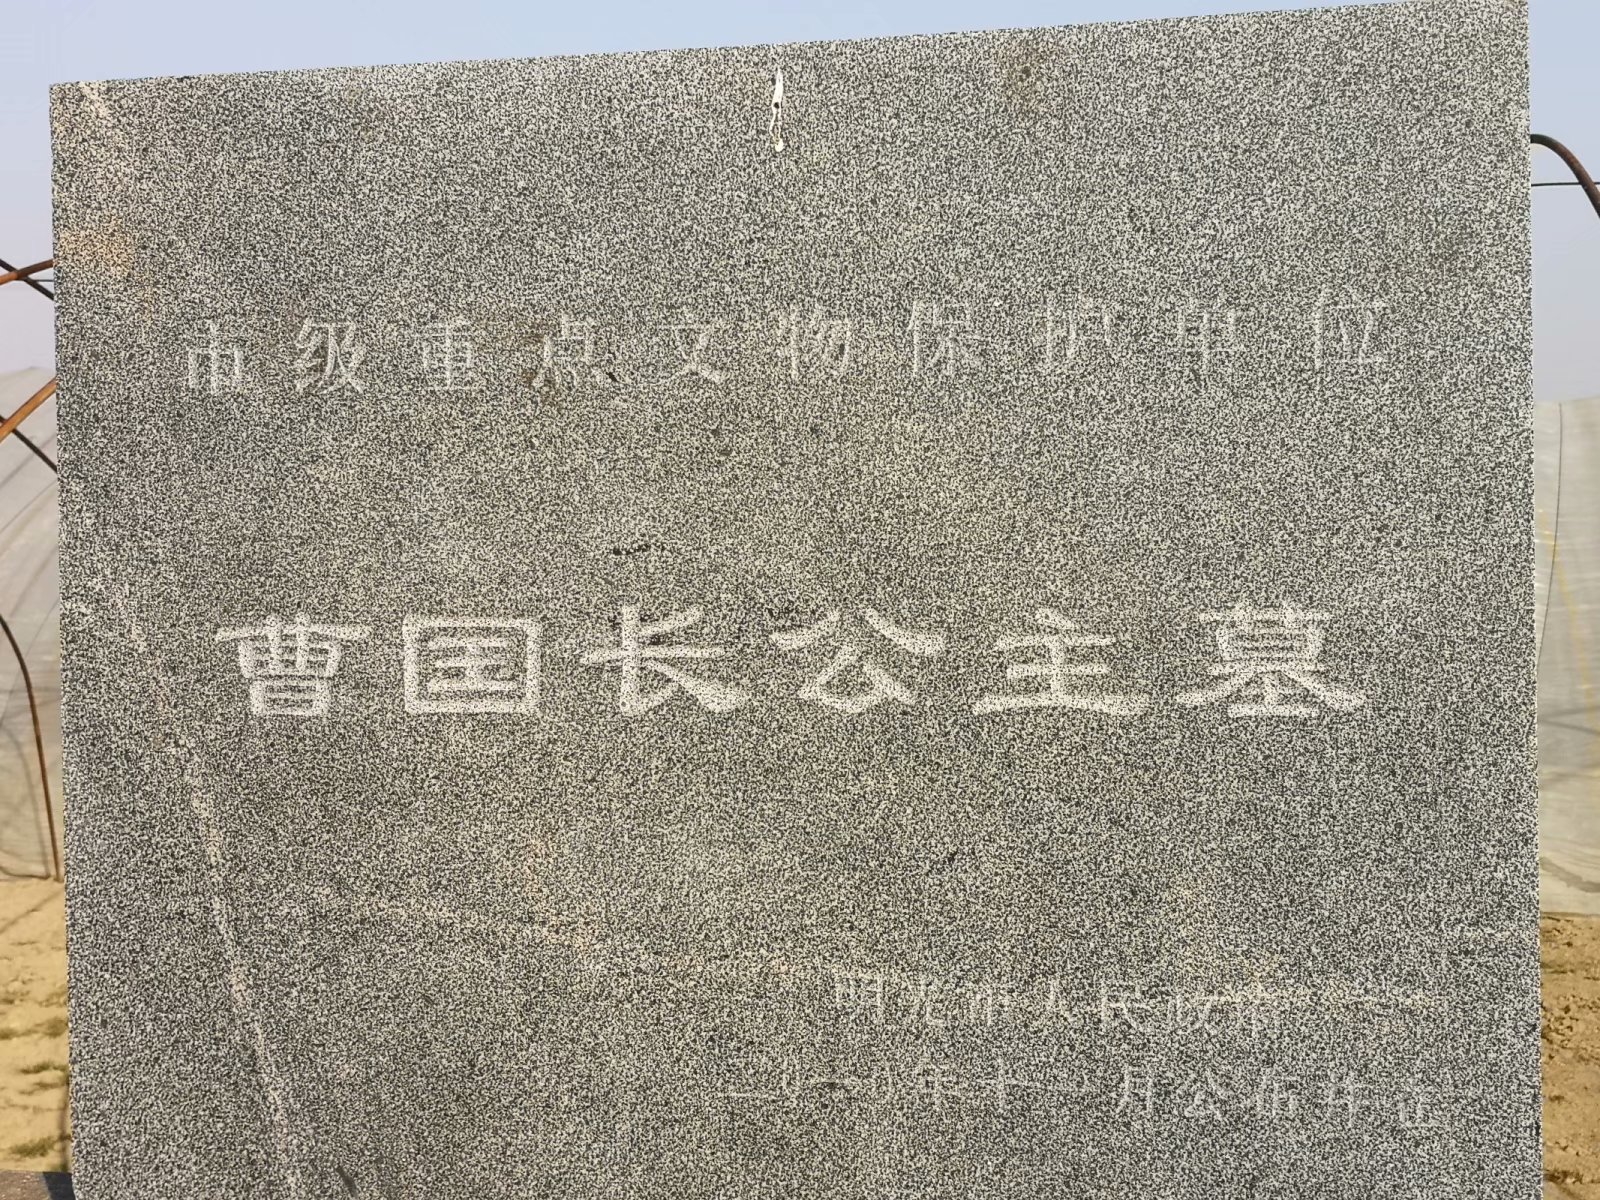 市级重点文物保护单位
曹国长公主墓
明光市人民政府
年十一月公布并立